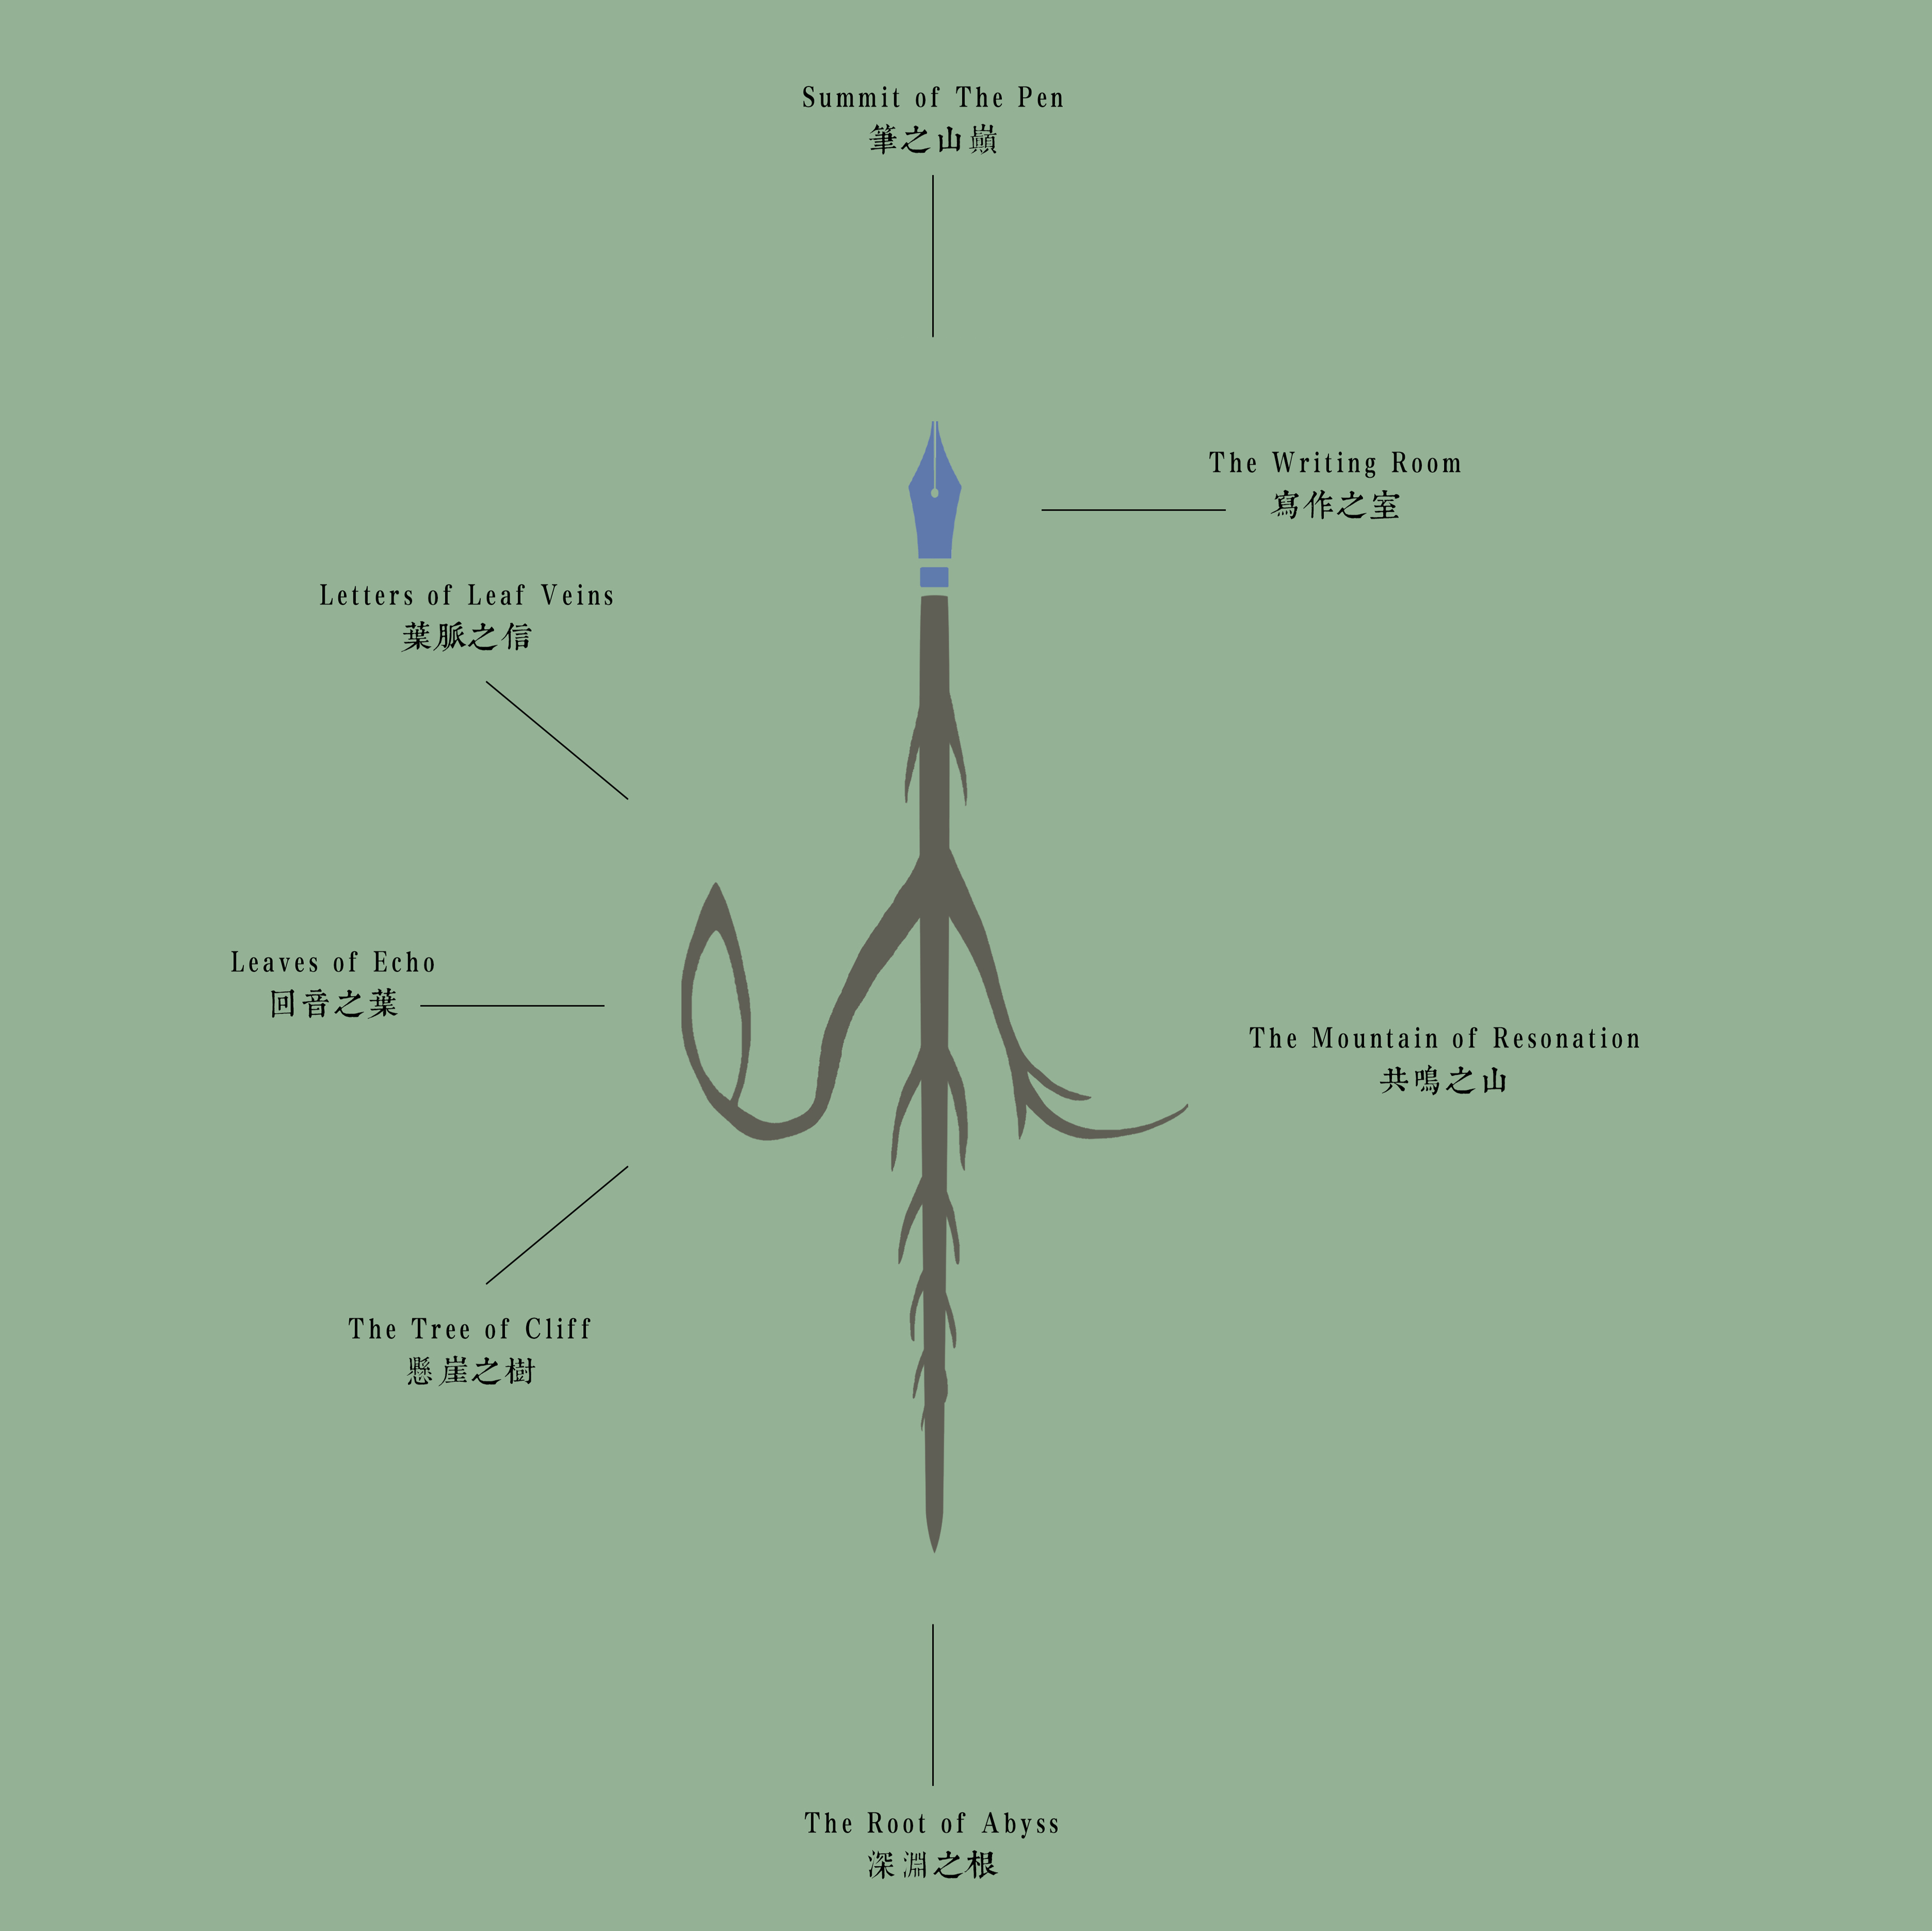 Summit of The Pen
筆之山巔
The Writing Room
寫作之室
Letters of Leaf Veins
葉脈之信
Leaves of Echo
回音之葉
The Mountain of Resonation
共鳴之山
The Tree of Cliff
懸崖之樹
The Root of Abyss
深淵之根